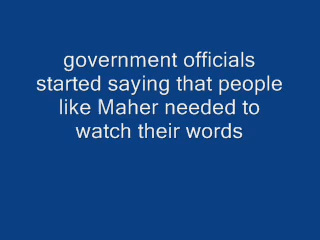 government officials
started saying that people
like Maher needed to
watch their words